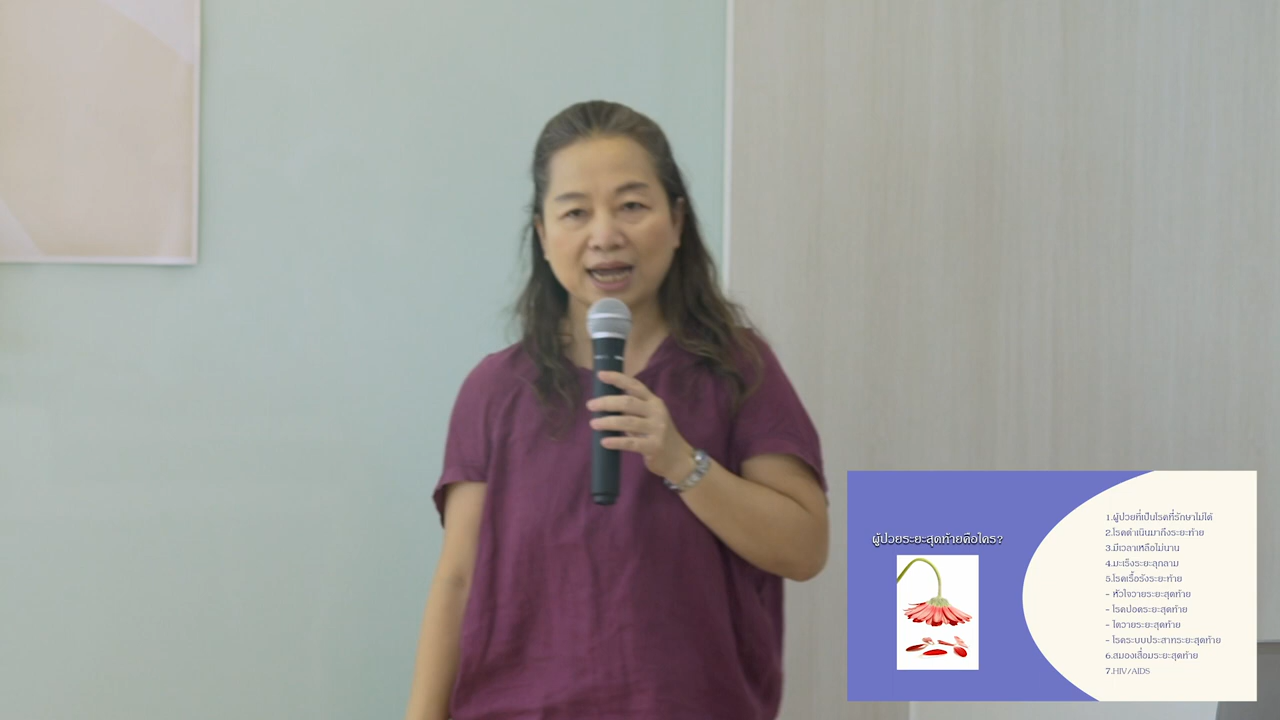 ผู้ป่วยระยะสุดท้ายคือใคร?
1.ผู้ป่วยที่เป็นโรคที่รักษาไม่ได้
2.โรคดำเนินมาถึงระยะท้าย
3.มีเวลาเหลือไม่นาน
4.มะเร็งระยะลุกลาม
5.โรคเรื้อรังระยะท้าย
- หัวใจวายระยะสุดท้าย
- โรคปอดระยะสุดท้าย
- ไตวายระยะสุดท้าย
- โรคระบบประสาทระยะสุดท้าย
6.สมองเสื่อมระยะสุดท้าย
7.HIV/AIDS